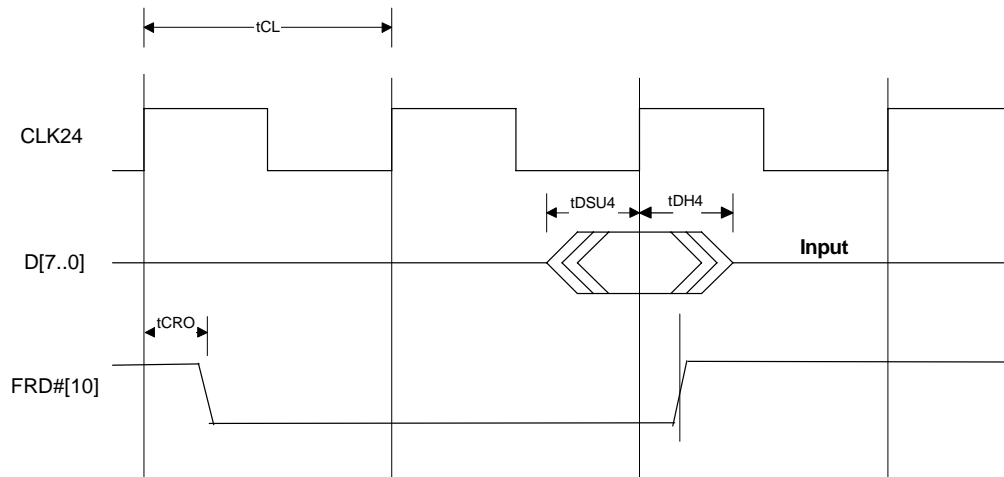 tCL
CLK24
tDSU4 tDH4
D[7..0]
Input
tCRO
FRD#[10]